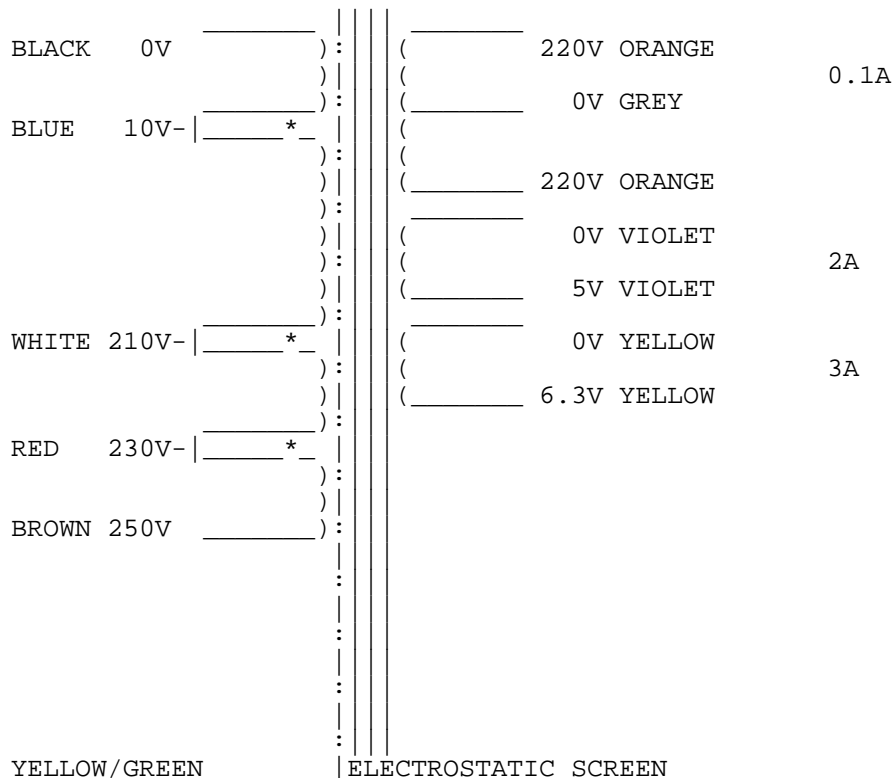 BLACK 0V 220V ORANGE
0.1A
0V GREY
BLUE 10V
220V ORANGE
0V VIOLET
2A
5V VIOLET
WHITE 210V 0V YELLOW
3A
6.3V YELLOW
RED 230V
BROWN 250V
YELLOW/GREEN ELECTROSTATIC SCREEN